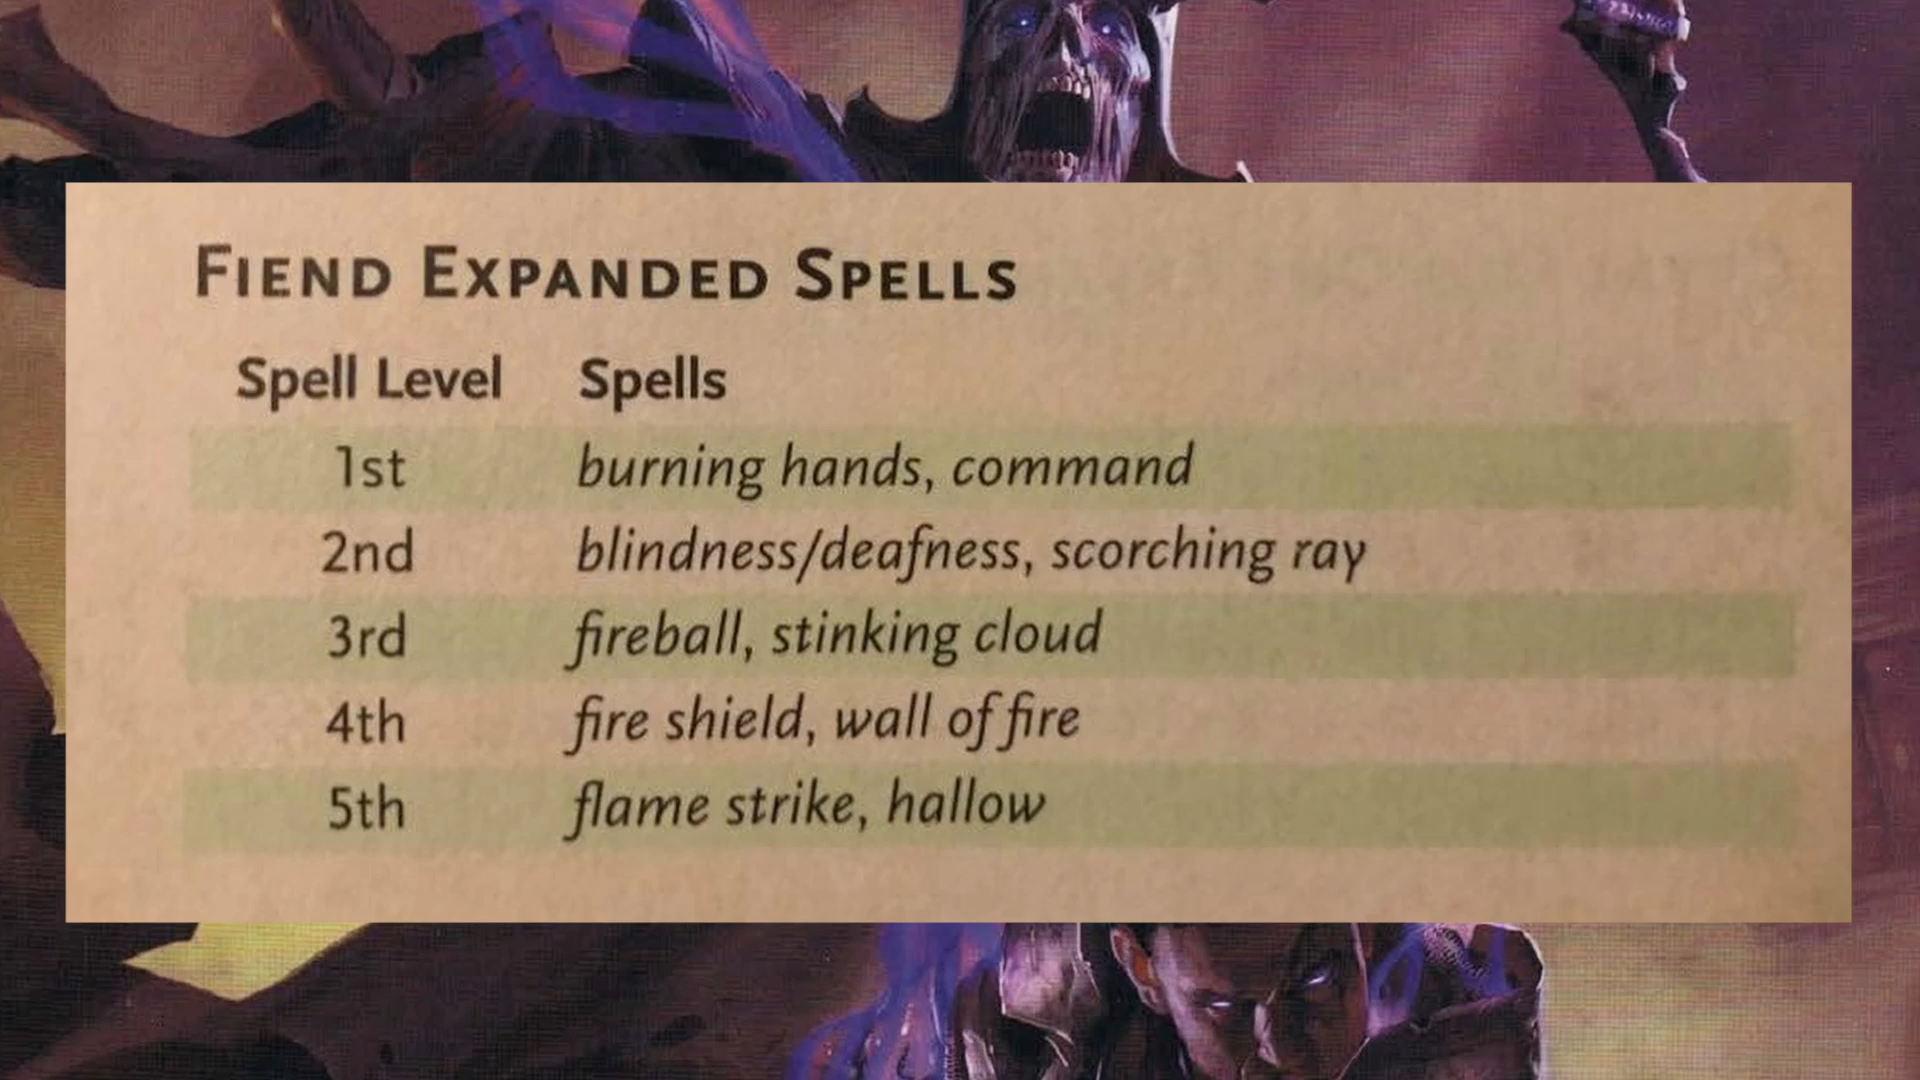 Fiend Expanded Spells
Spell Level Spells
1st burning hands, command
2nd blindness/deafness, scorching ray
3rd fireball, stinking cloud
4th fire shield, wall of fire
5th flame strike, hallow